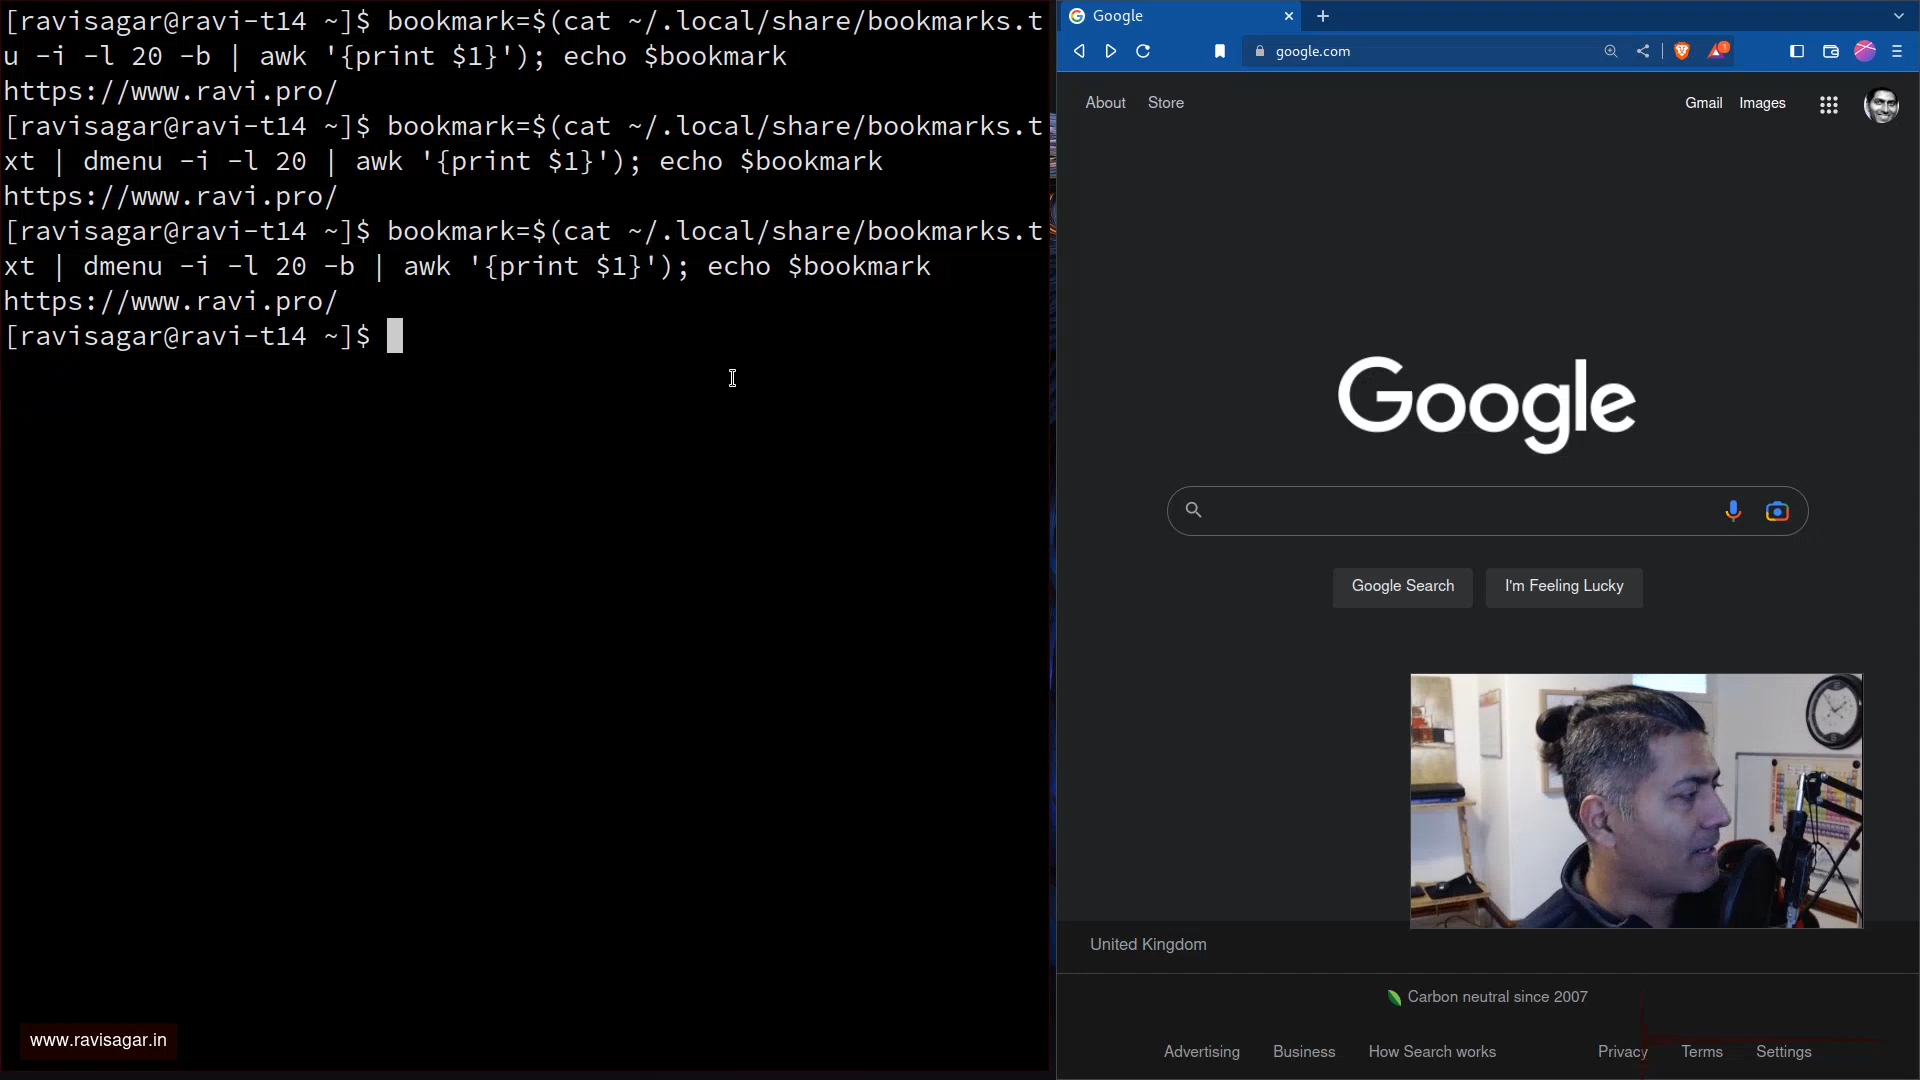 [ravisagar@ravi-t14 ~]$ bookmark=$(cat ~/.local/share/bookmarks.t
u -i -l 20 -b | awk '{print $1}'); echo $bookmark
https://www.ravi.pro/
[ravisagar@ravi-t14 ~]$ bookmark=$(cat ~/.local/share/bookmarks.t
xt | dmenu -i -l 20 | awk '{print $1}'); echo $bookmark
https://www.ravi.pro/
[ravisagar@ravi-t14 ~]$ bookmark=$(cat ~/.local/share/bookmarks.t
xt | dmenu -i -l 20 -b | awk '{print $1}'); echo $bookmark
https://www.ravi.pro/
[ravisagar@ravi-t14 ~]$
www.ravisagar.in
Google
google.com
1
About Store
Gmail Images
Google
Google Search I'm Feeling Lucky
United Kingdom
Carbon neutral since 2007
Advertising Business How Search works Privacy Terms Settings